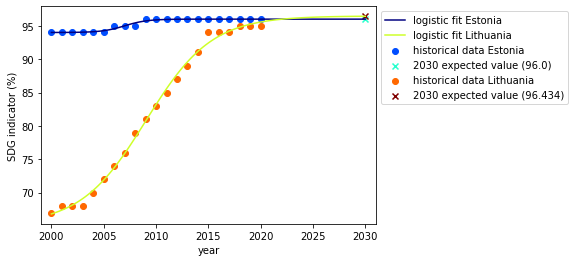 95
90
85
80
75
70
SDG indicator (%)
2000
2005
2010
2015
2020
2025
2030
year
logistic fit Estonia
logistic fit Lithuania
historical data Estonia
2030 expected value (96.0)
historical data Lithuania
2030 expected value (96.434)